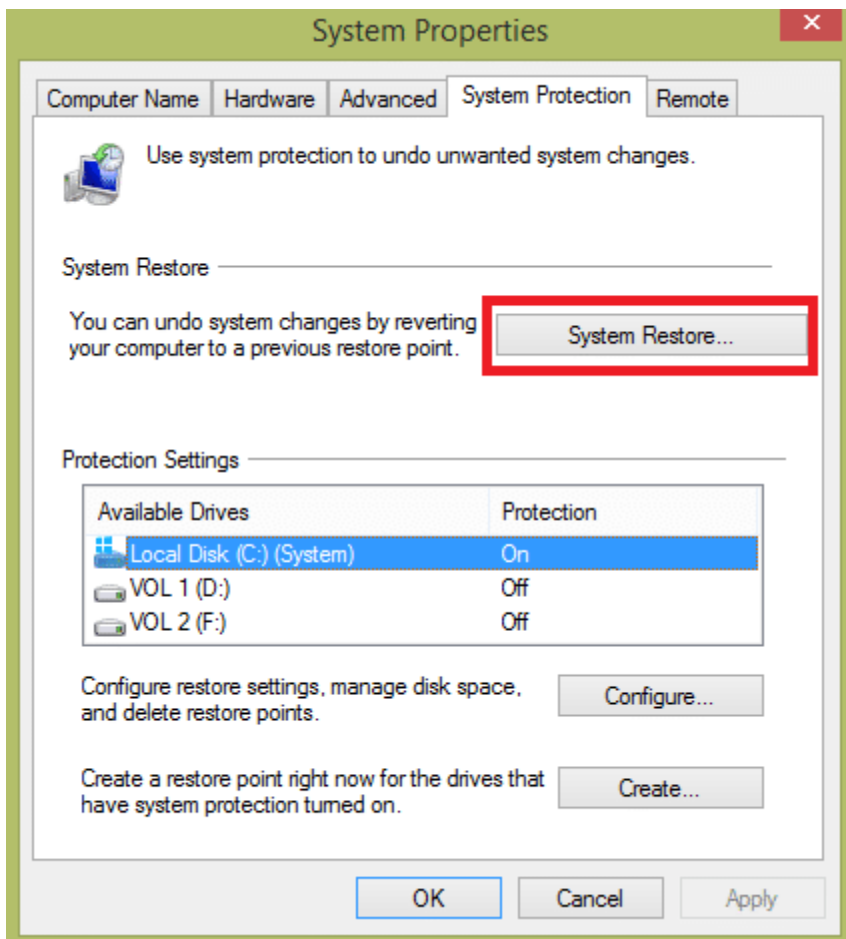 System Properties
Computer Name Hardware Advanced System Protection Remote
Use system protection to undo unwanted system changes.
System Restore
You can undo system changes by reverting
your computer to a previous restore point.
System Restore...
Protection Settings
Available Drives Protection
Local Disk (C:) (System) On
VOL 1 (D:) Off
VOL 2 (F:) Off
Configure restore settings, manage disk space,
and delete restore points.
Configure...
Create a restore point right now for the drives that
have system protection turned on.
Create...
OK Cancel Apply